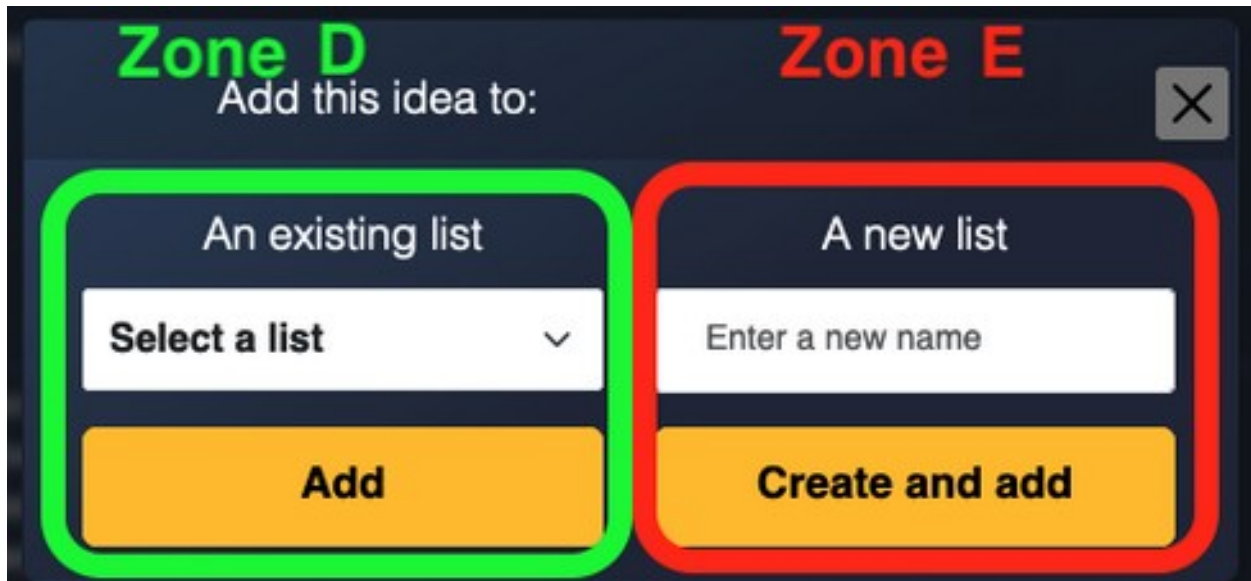 Zone D
Zone E
Add this idea to:
An existing list
A new list
Select a list
Enter a new name
Add
Create and add